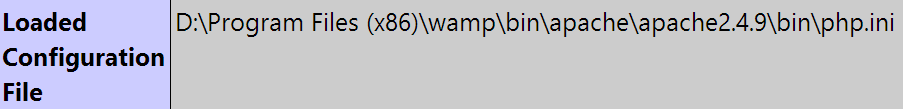 Loaded
Configuration
File
D:\Program Files (x86)\wamp\bin\apache\apache2.4.9\bin\php.ini